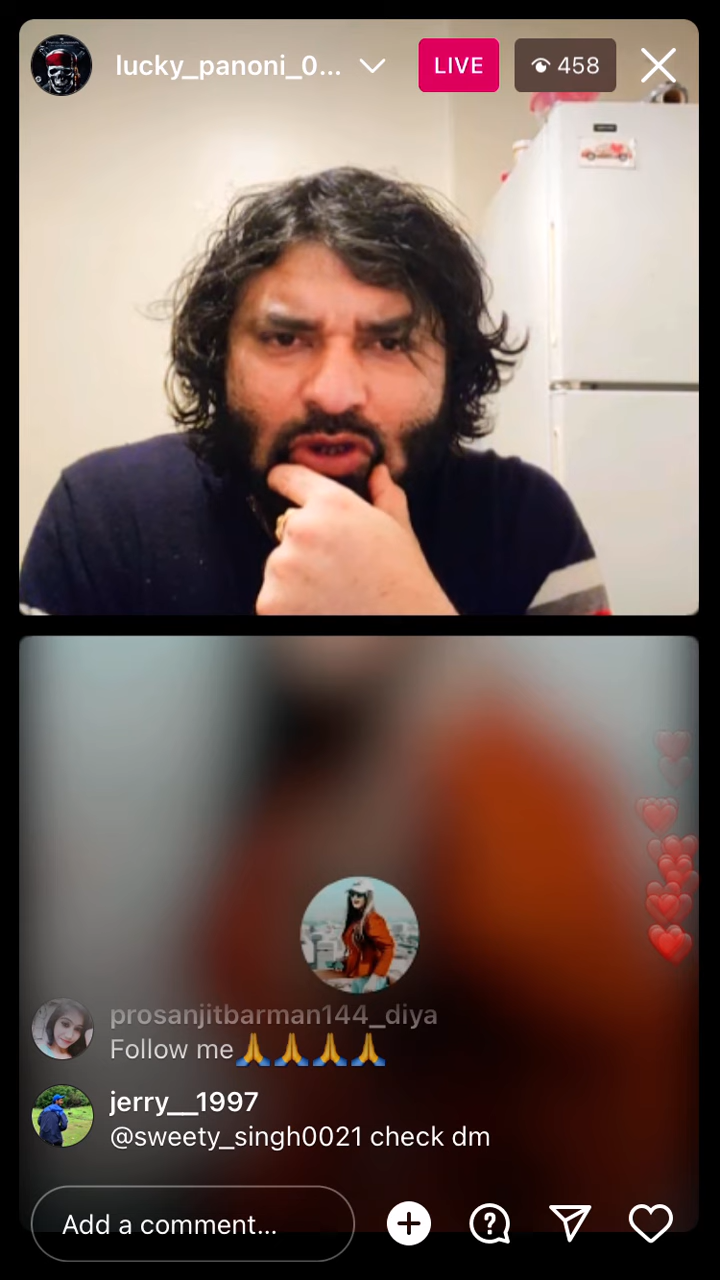 lucky_panoni_0...
LIVE
458
prosanjitbarman144_diya
Follow me🙏🙏🙏🙏
jerry__1997
@sweety_singh0021 check dm
Add a comment...